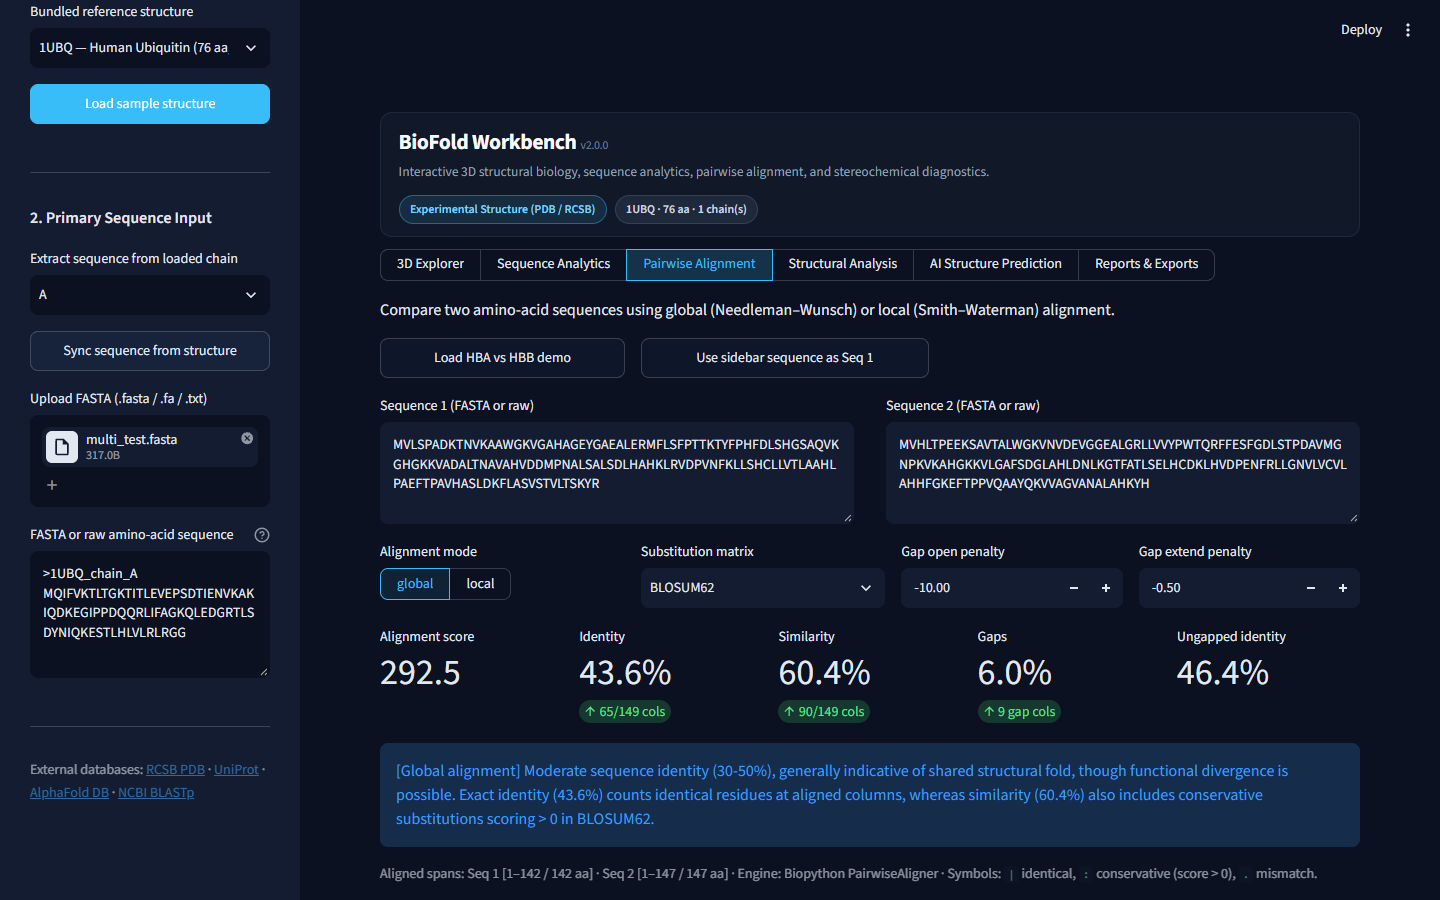 Bundled reference structure
1UBQ — Human Ubiquitin (76 aa
Load sample structure
2. Primary Sequence Input
Extract sequence from loaded chain
A
Sync sequence from structure
Upload FASTA (.fasta / .fa / .txt)
multi_test.fasta
317.0B
FASTA or raw amino-acid sequence
>1UBQ_chain_A
MQIFVKTLTGKTITLEVEPSDTIENVKAK
IQDKEGIPPDQQRLIFAGKQLEDGRTLS
DYNIQKESTLHLVLRLRGG
External databases: RCSB PDB · UniProt ·
AlphaFold DB · NCBI BLASTp
Deploy
BioFold Workbench v2.0.0
Interactive 3D structural biology, sequence analytics, pairwise alignment, and stereochemical diagnostics.
Experimental Structure (PDB / RCSB) 1UBQ · 76 aa · 1 chain(s)
3D Explorer Sequence Analytics Pairwise Alignment Structural Analysis AI Structure Prediction Reports & Exports
Compare two amino-acid sequences using global (Needleman–Wunsch) or local (Smith–Waterman) alignment.
Load HBA vs HBB demo Use sidebar sequence as Seq 1
Sequence 1 (FASTA or raw)
MVLSPADKTNVKAAWGKVGAHAGEYGAEALERMFLSFPTTKTYFPHFDLSHGSAQVK
GHGKKVADALTNAVAHVDDMPNALSALSDLHAHKLRVDPVNFKLLSHCLLVTLAAHL
PAEFTPAVHASLDKFLASVSTVLTSKYR
Sequence 2 (FASTA or raw)
MVHLTPEEKSAVTALWGKVNVDEVGGEALGRLLVVYPWTQRFFESFGDLSTPDAVMG
NPKVKAHGKKVLGAFSDGLAHLDNLKGTFATLSELHCDKLHVDPENFRLLGNVLVCVL
AHHFGKEFTPPVQAAYQKVVAGVANALAHKYH
Alignment mode Substitution matrix Gap open penalty Gap extend penalty
global local BLOSUM62 -10.00 -0.50
Alignment score Identity Similarity Gaps Ungapped identity
292.5 43.6% 60.4% 6.0% 46.4%
↑ 65/149 cols ↑ 90/149 cols ↑ 9 gap cols
[Global alignment] Moderate sequence identity (30-50%), generally indicative of shared structural fold, though functional divergence is
possible. Exact identity (43.6%) counts identical residues at aligned columns, whereas similarity (60.4%) also includes conservative
substitutions scoring > 0 in BLOSUM62.
Aligned spans: Seq 1 [1–142 / 142 aa] · Seq 2 [1–147 / 147 aa] · Engine: Biopython PairwiseAligner · Symbols: | identical, : conservative (score > 0), . mismatch.